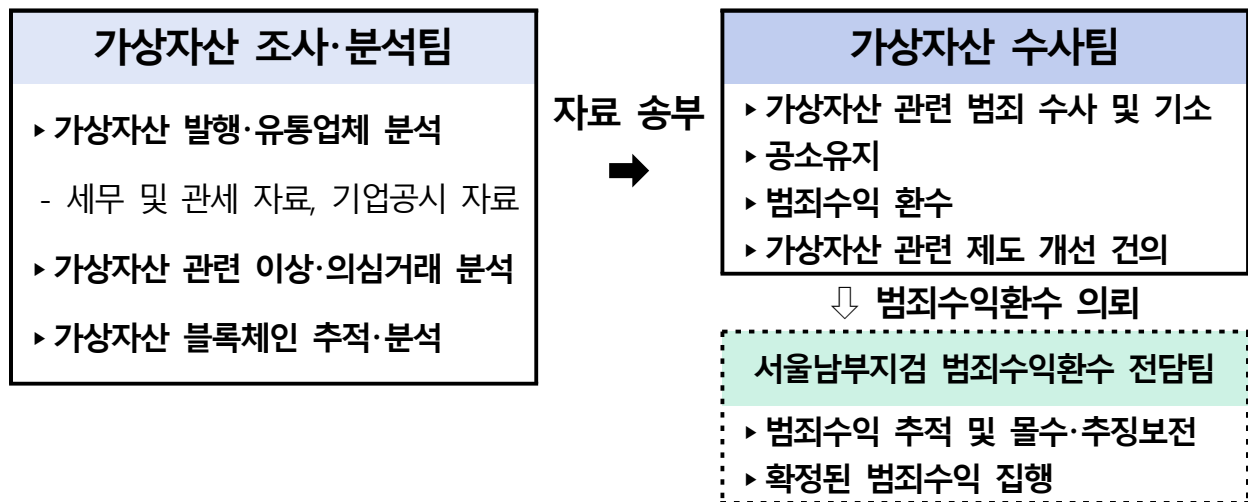 가상자산 조사·분석팀
▸가상자산 발행·유통업체 분석
- 세무 및 관세 자료, 기업공시 자료
▸가상자산 관련 이상·의심거래 분석
▸가상자산 블록체인 추적·분석
자료 송부
가상자산 수사팀
▸가상자산 관련 범죄 수사 및 기소
▸공소유지
▸범죄수익 환수
▸가상자산 관련 제도 개선 건의
범죄수익환수 의뢰
서울남부지검 범죄수익환수 전담팀
▸범죄수익 추적 및 몰수·추징보전
▸확정된 범죄수익 집행